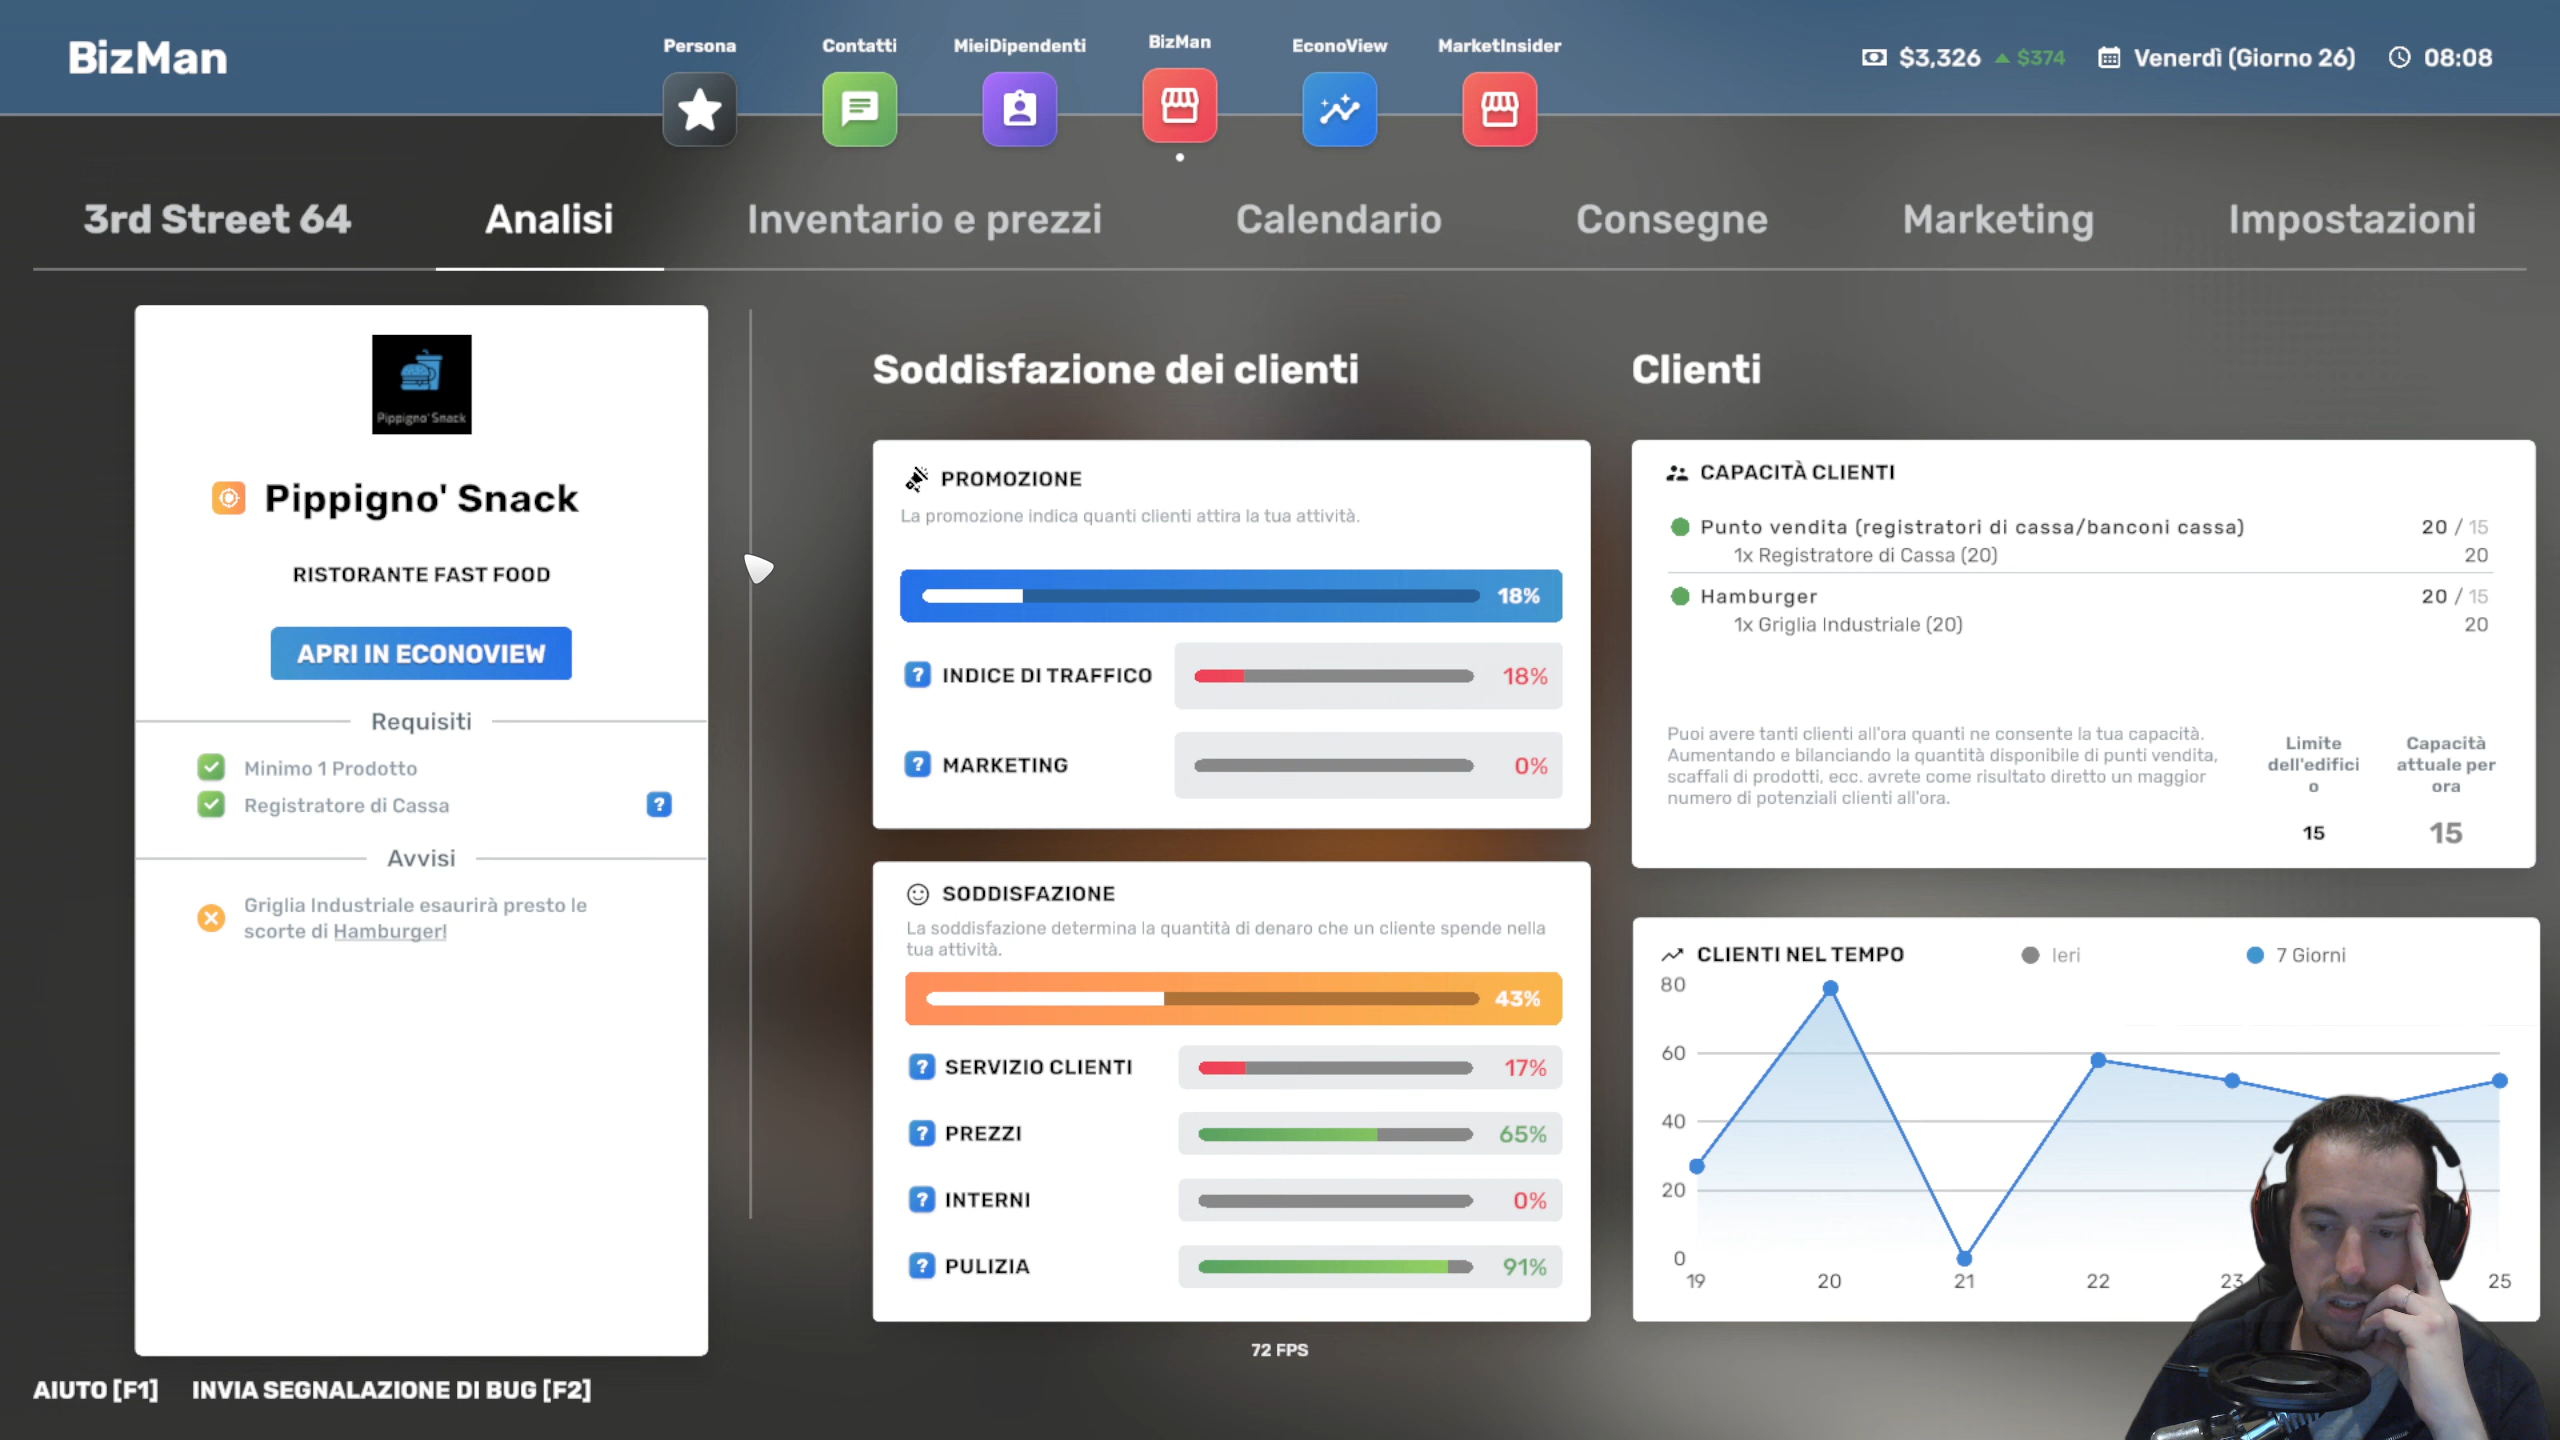 BizMan
Persona
Contatti
MieiDipendenti
BizMan
EconoView
MarketInsider
$3,326 $374
Venerdì (Giorno 26)
08:08
3rd Street 64
Analisi
Inventario e prezzi
Calendario
Consegne
Marketing
Impostazioni
Pippigno' Snack
Pippigno' Snack
RISTORANTE FAST FOOD
APRI IN ECONOVIEW
Requisiti
Minimo 1 Prodotto
Registratore di Cassa
?
Avvisi
Griglia Industriale esaurirà presto le
scorte di Hamburger!
Soddisfazione dei clienti
PROMOZIONE
La promozione indica quanti clienti attira la tua attività.
18%
? INDICE DI TRAFFICO 18%
? MARKETING 0%
SODDISFAZIONE
La soddisfazione determina la quantità di denaro che un cliente spende nella
tua attività.
43%
? SERVIZIO CLIENTI 17%
? PREZZI 65%
? INTERNI 0%
? PULIZIA 91%
Clienti
CAPACITÀ CLIENTI
Punto vendita (registratori di cassa/banconi cassa) 20 / 15
1x Registratore di Cassa (20) 20
Hamburger 20 / 15
1x Griglia Industriale (20) 20
Puoi avere tanti clienti all'ora quanti ne consente la tua capacità.
Aumentando e bilanciando la quantità disponibile di punti vendita,
scaffali di prodotti, ecc. avrete come risultato diretto un maggior
numero di potenziali clienti all'ora.
Limite
dell'edifici
o
15
Capacità
attuale per
ora
15
CLIENTI NEL TEMPO
Ieri
7 Giorni
80
60
40
20
0
19 20 21 22 23 25
72 FPS
AIUTO [F1]
INVIA SEGNALAZIONE DI BUG [F2]